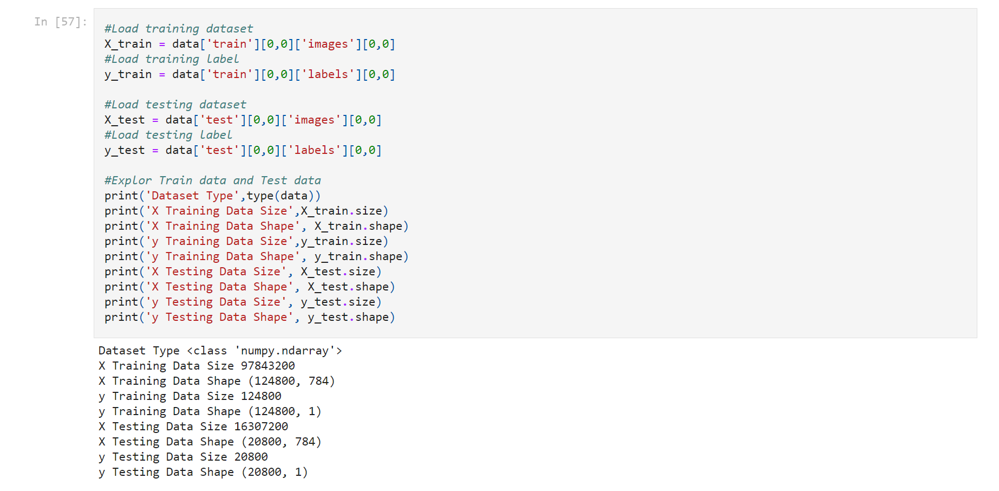 In [57]:
#Load training dataset
X_train = data['train'][0,0]['images'][0,0]
#Load training label
y_train = data['train'][0,0]['labels'][0,0]
#Load testing dataset
X_test = data['test'][0,0]['images'][0,0]
#Load testing label
y_test = data['test'][0,0]['labels'][0,0]
#Explor Train data and Test data
print('Dataset Type',type(data))
print('X Training Data Size',X_train.size)
print('X Training Data Shape', X_train.shape)
print('y Training Data Size',y_train.size)
print('y Training Data Shape', y_train.shape)
print('X Testing Data Size', X_test.size)
print('X Testing Data Shape', X_test.shape)
print('y Testing Data Size', y_test.size)
print('y Testing Data Shape', y_test.shape)
Dataset Type <class 'numpy.ndarray'>
X Training Data Size 97843200
X Training Data Shape (124800, 784)
y Training Data Size 124800
y Training Data Shape (124800, 1)
X Testing Data Size 16307200
X Testing Data Shape (20800, 784)
y Testing Data Size 20800
y Testing Data Shape (20800, 1)